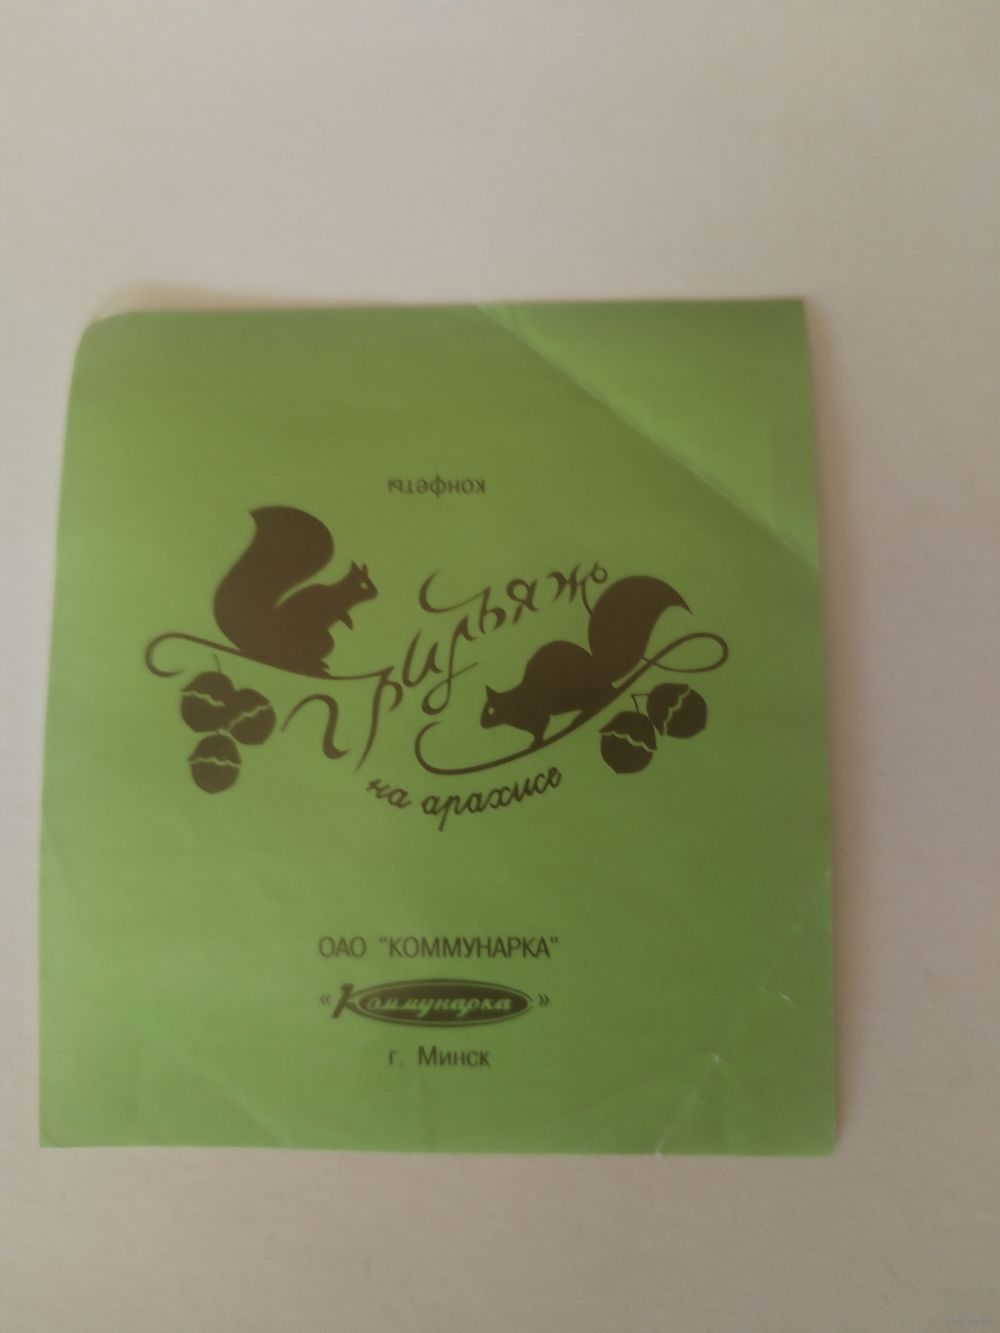 конфеты
Грильяж
на арахисе
ОАО "КОММУНАРКА"
«Коммунарка»
г. Минск